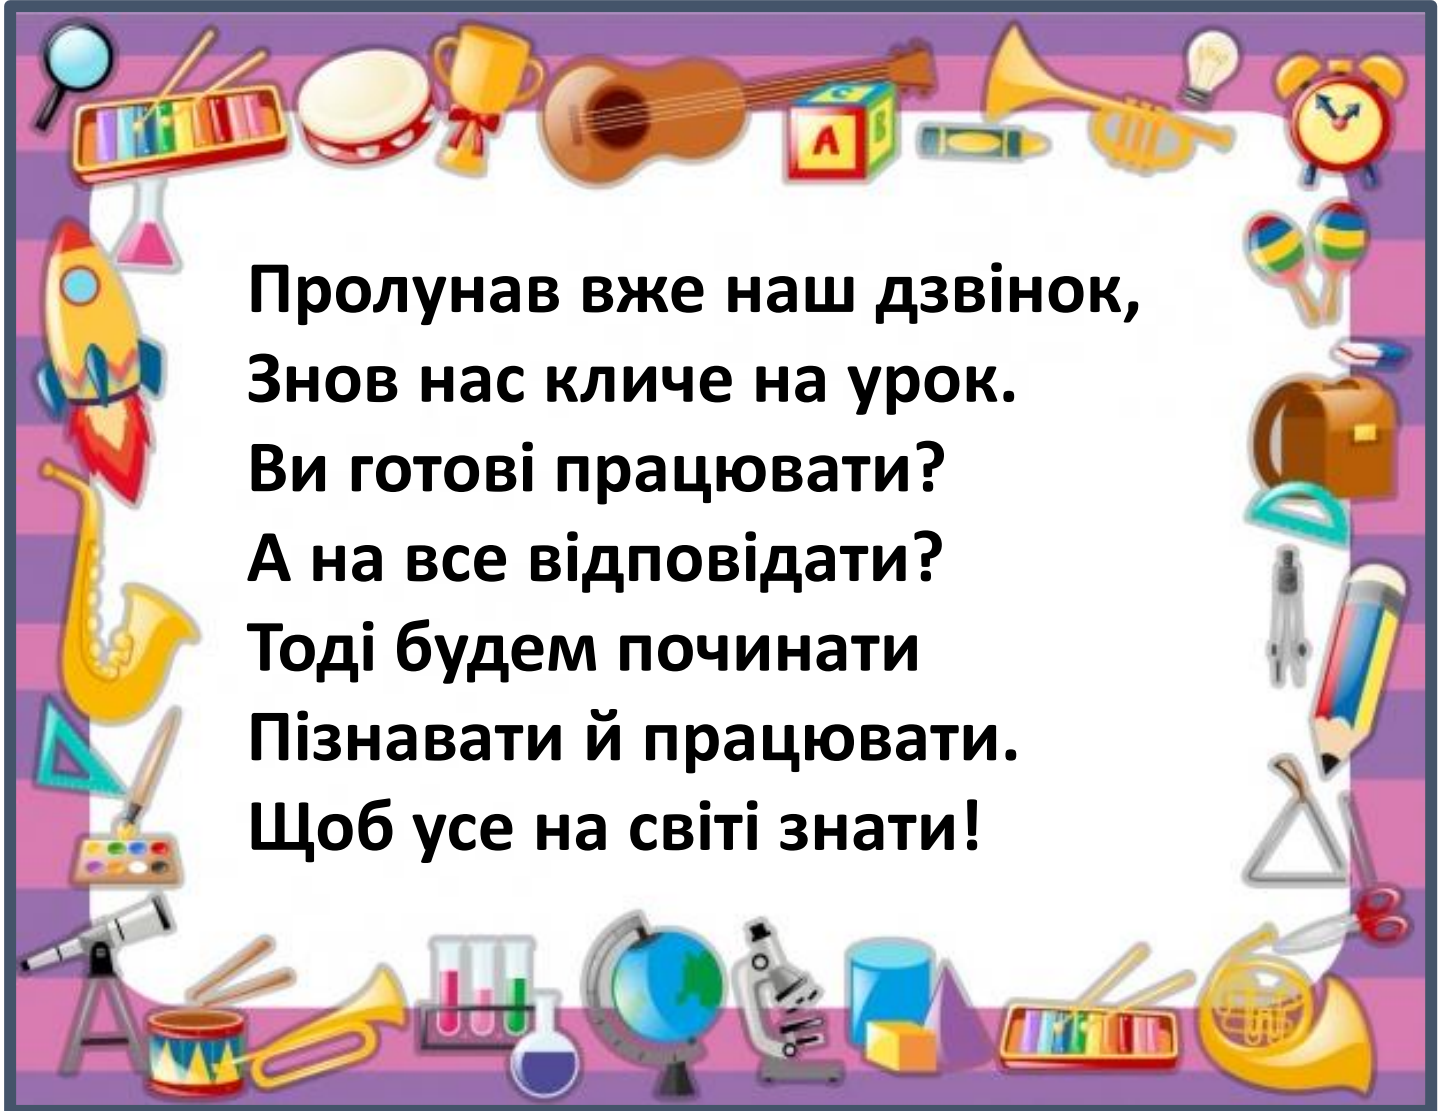 Пролунав вже наш дзвінок,
Знов нас кличе на урок.
Ви готові працювати?
А на все відповідати?
Тоді будем починати
Пізнавати й працювати.
Щоб усе на світі знати!
C
A B